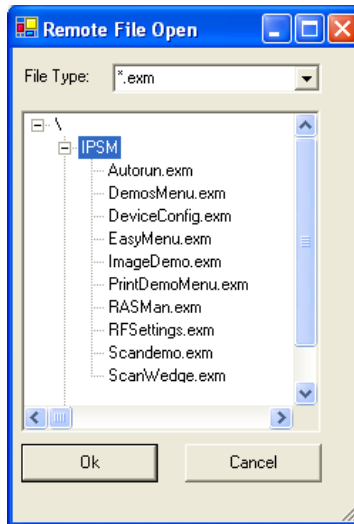 Remote File Open
File Type: *.exm
\
IPSM
Autorun.exm
DemosMenu.exm
DeviceConfig.exm
EasyMenu.exm
ImageDemo.exm
PrintDemoMenu.exm
RASMan.exm
RFSettings.exm
Scandemo.exm
ScanWedge.exm
Ok Cancel